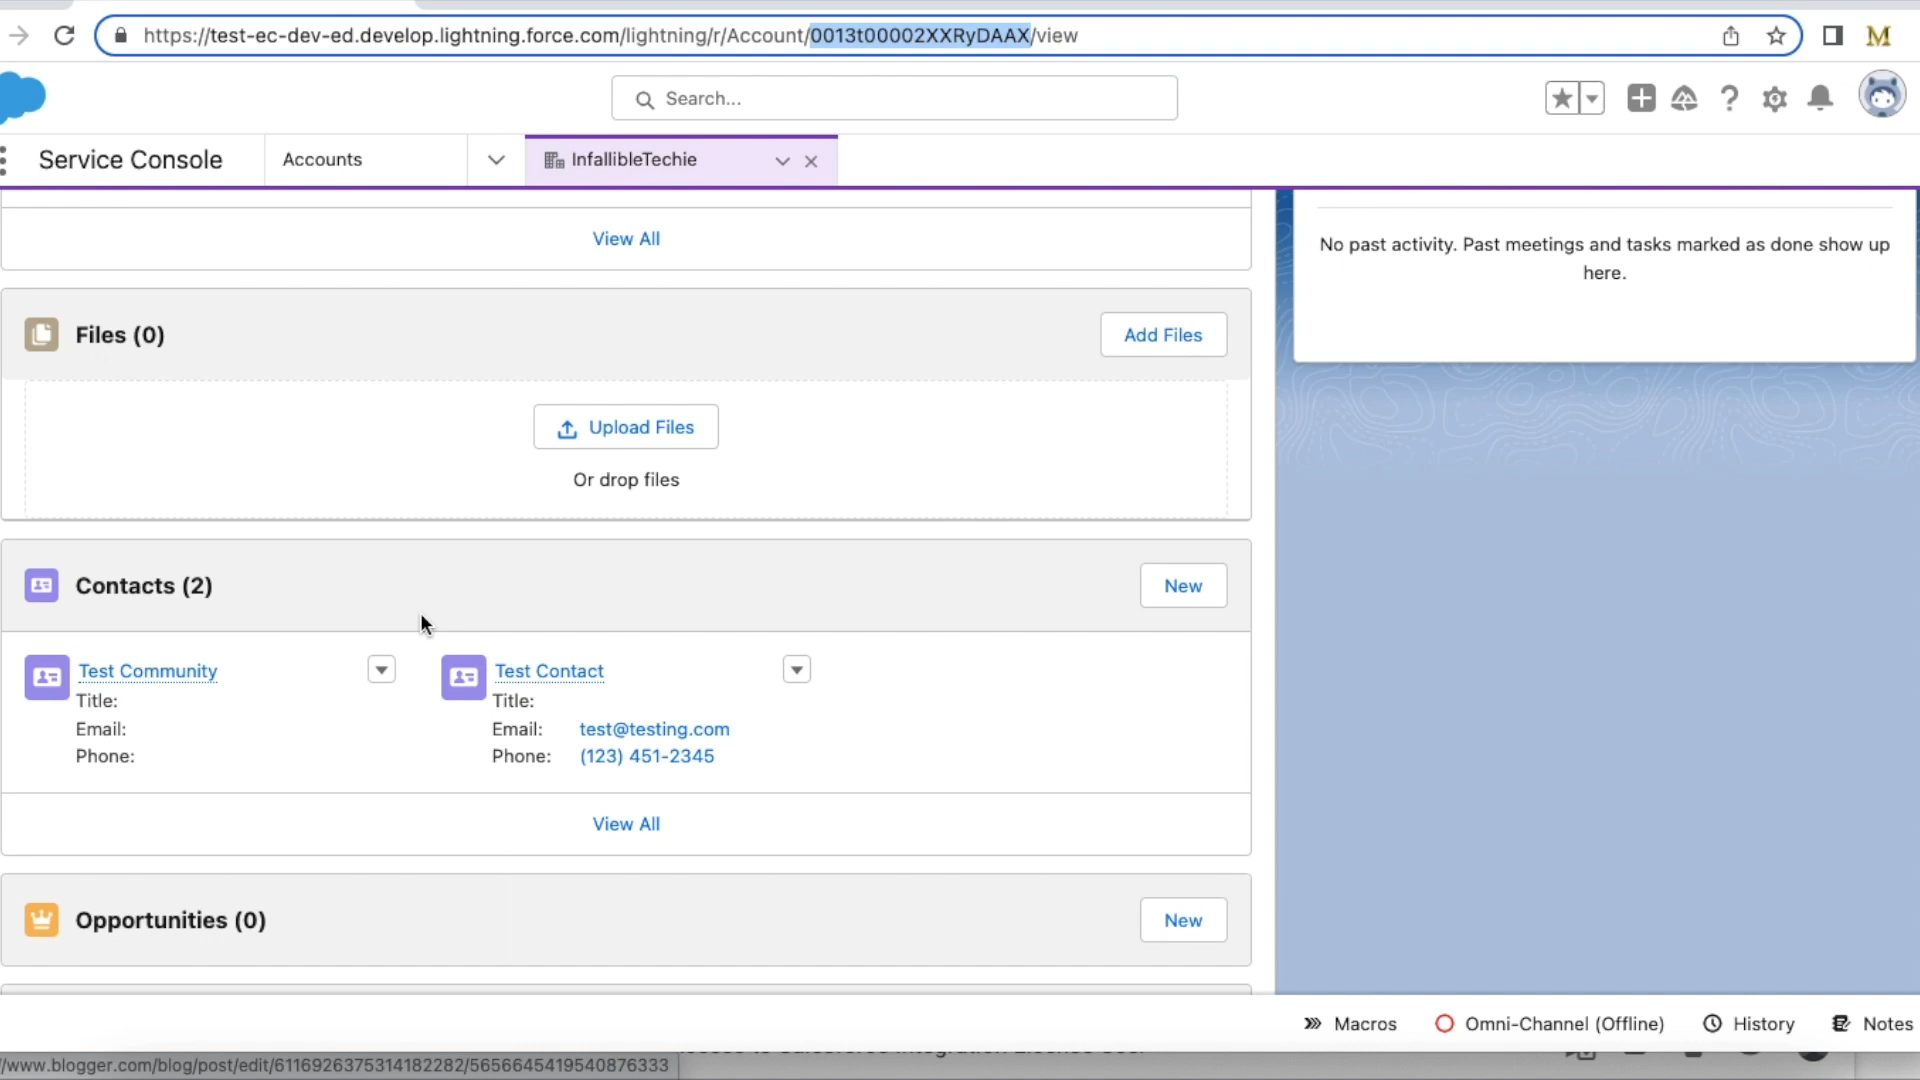 https://test-ec-dev-ed.develop.lightning.force.com/lightning/r/Account/0013t00002XXRyDAAX/view
M
Search...
Service Console
Accounts
InfallibleTechie
View All
No past activity. Past meetings and tasks marked as done show up
here.
Files (0)
Add Files
Upload Files
Or drop files
Contacts (2)
New
Test Community
Title:
Email:
Phone:
Test Contact
Title:
Email: test@testing.com
Phone: (123) 451-2345
View All
Opportunities (0)
New
Macros
Omni-Channel (Offline)
History
Notes
/www.blogger.com/blog/post/edit/6116926375314182282/5656645419540876333